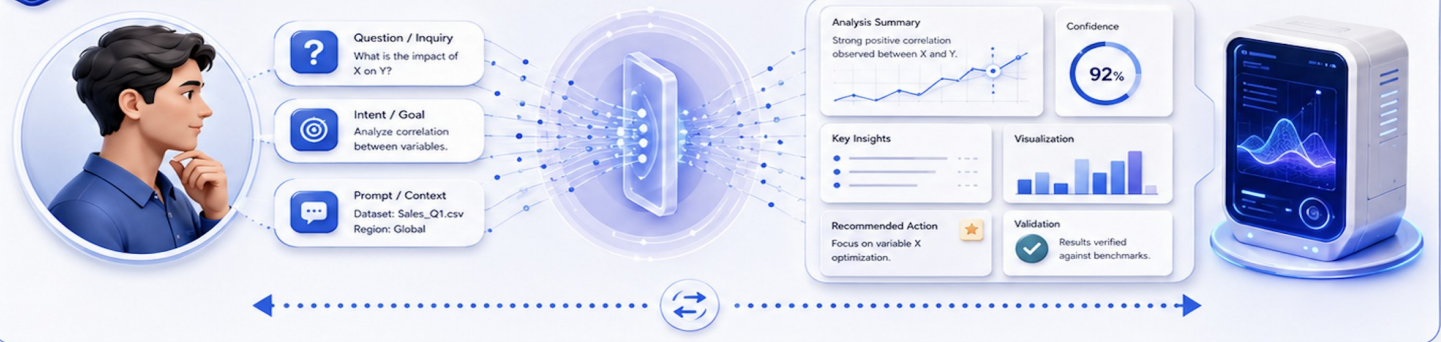 Question / Inquiry
What is the impact of
X on Y?
Intent / Goal
Analyze correlation
between variables.
Prompt / Context
Dataset: Sales_Q1.csv
Region: Global
Analysis Summary
Strong positive correlation
observed between X and Y.
Confidence
92%
Key Insights
Visualization
Recommended Action
Focus on variable X
optimization.
Validation
Results verified
against benchmarks.